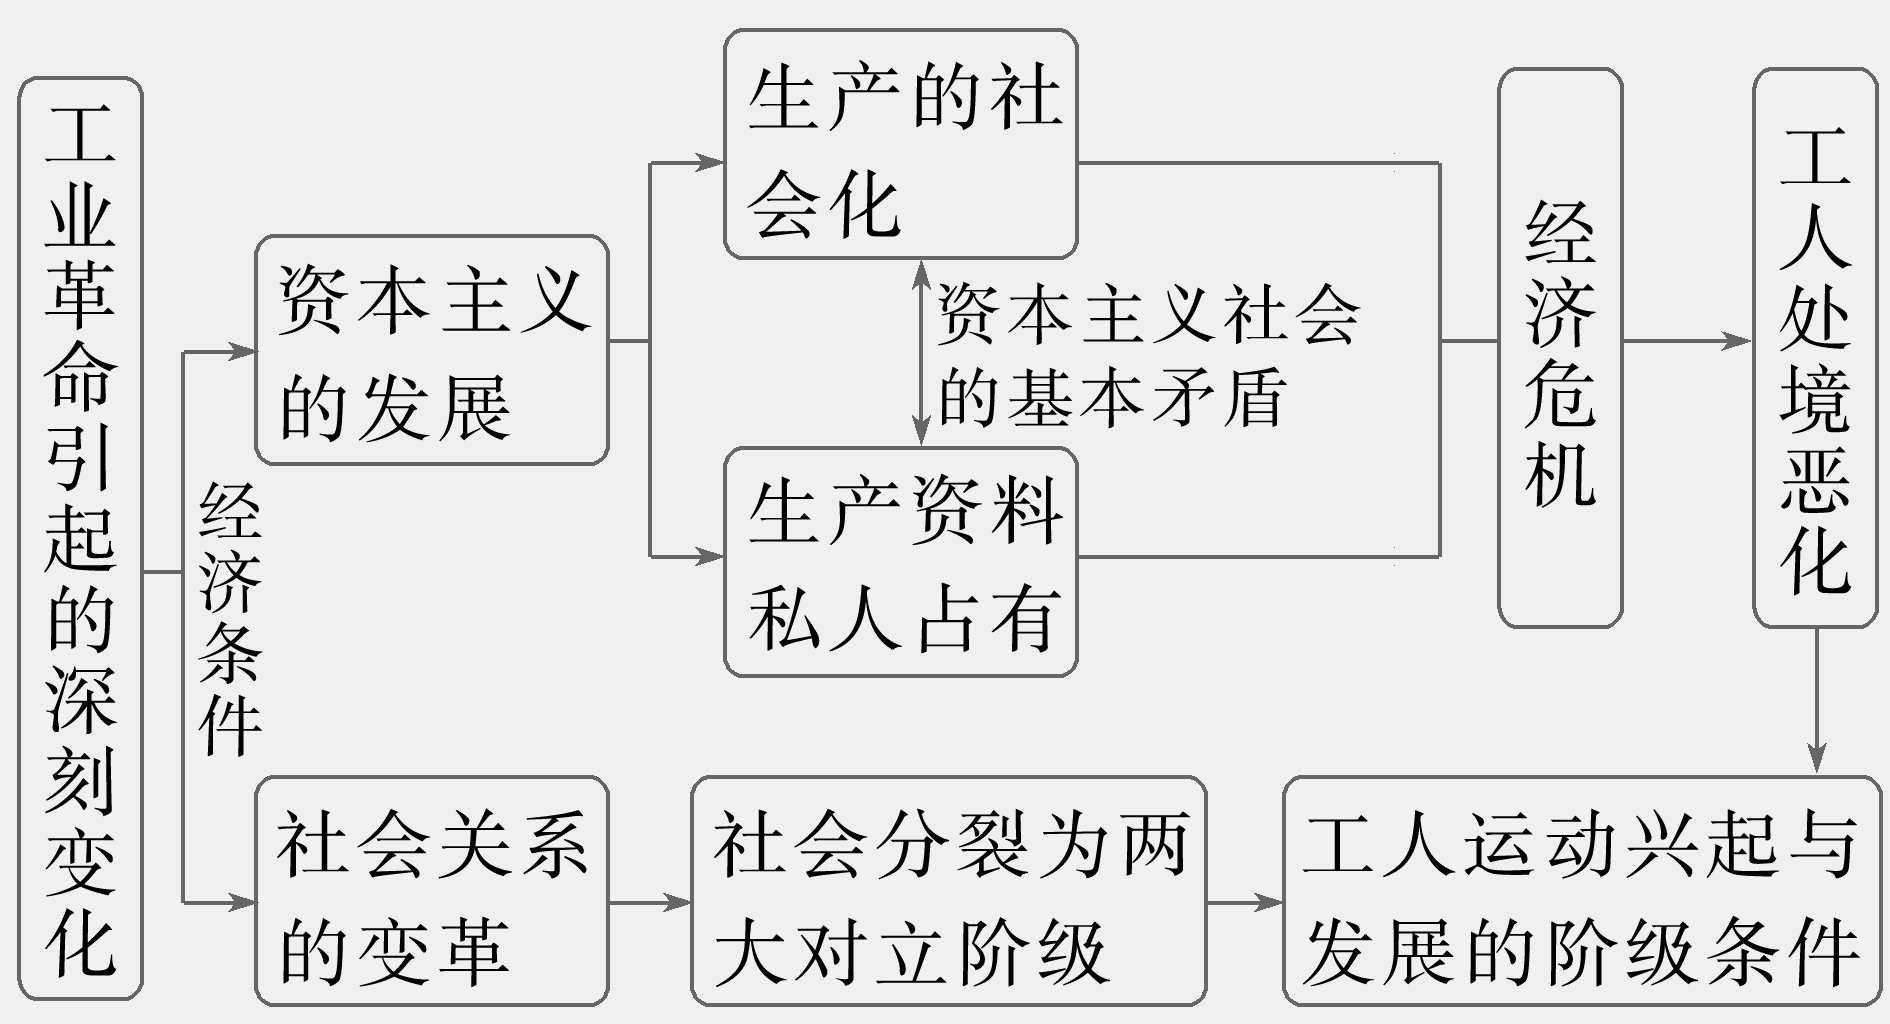 工业革命引起的深刻变化
经济条件
资本主义
的发展
生产的社
会化
资本主义社会
的基本矛盾
生产资料
私人占有
经济危机
工人处境恶化
社会关系
的变革
社会分裂为两
大对立阶级
工人运动兴起与
发展的阶级条件